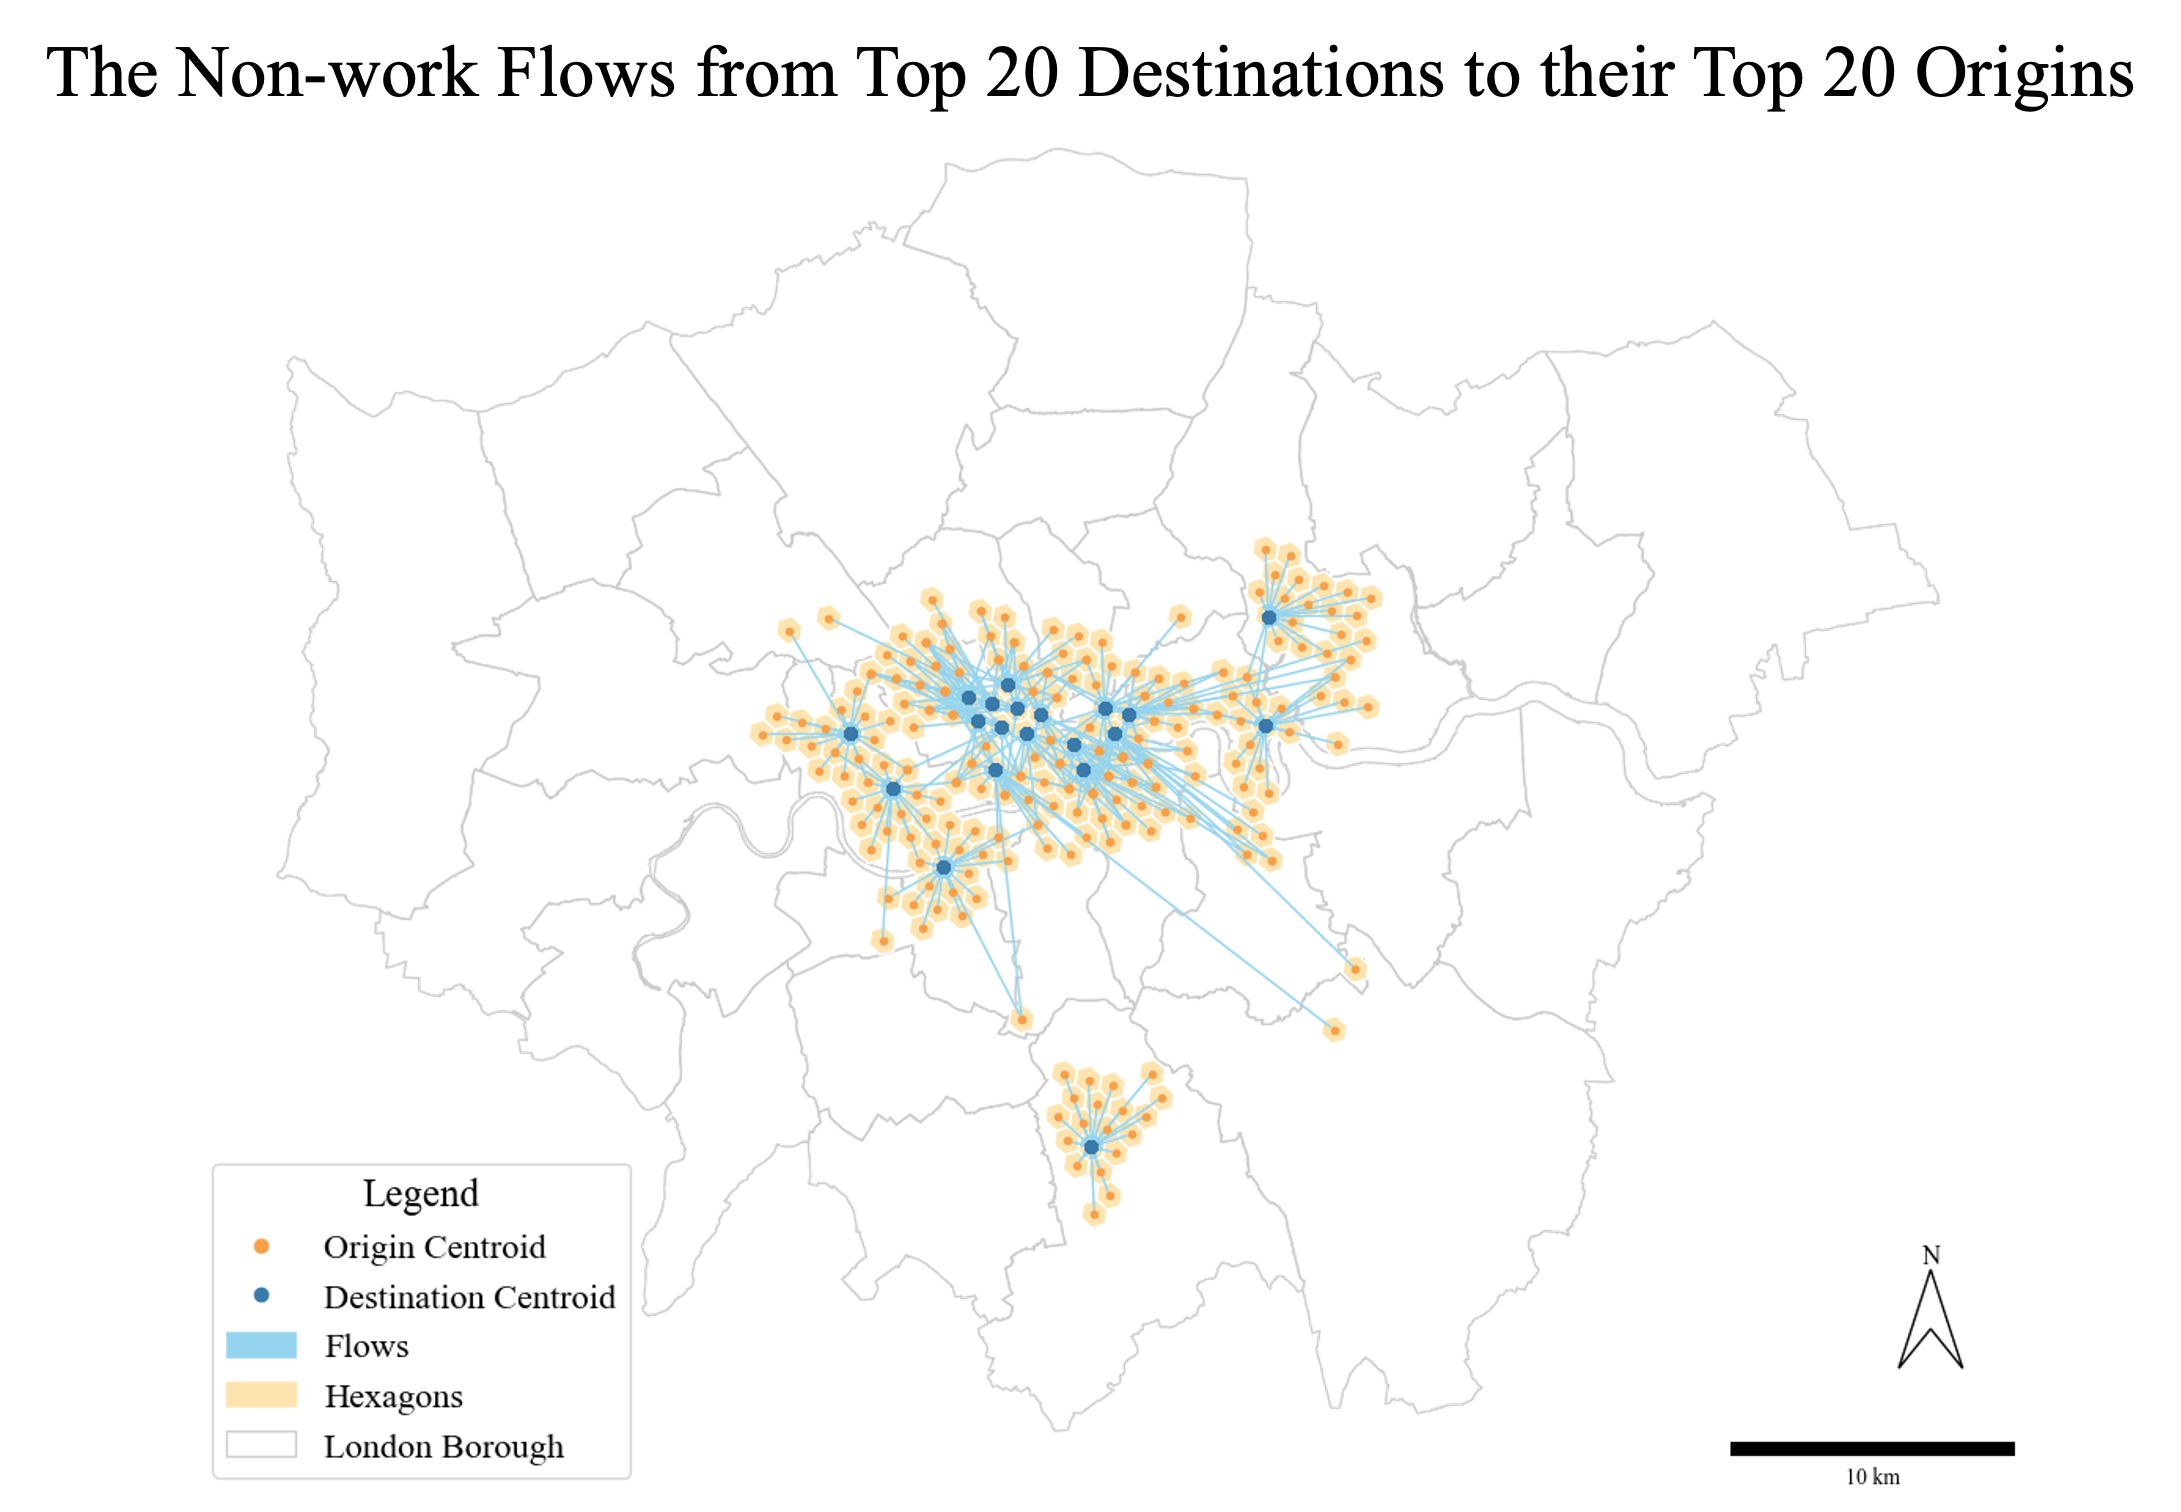 The Non-work Flows from Top 20 Destinations to their Top 20 Origins
Legend
Origin Centroid
Destination Centroid
Flows
Hexagons
London Borough
N
10 km